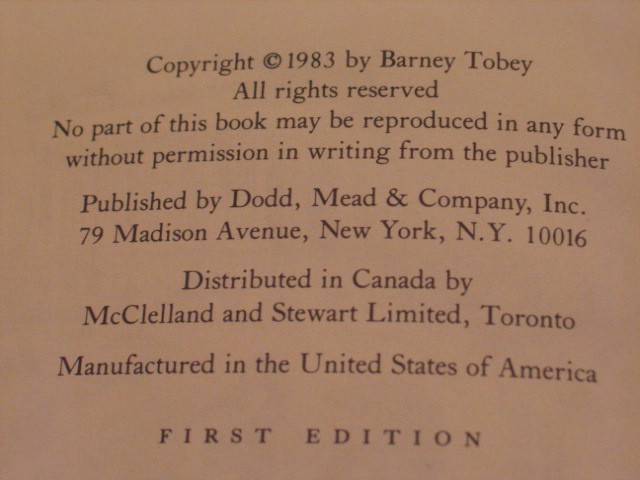 Copyright © 1983 by Barney Tobey
All rights reserved
No part of this book may be reproduced in any form
without permission in writing from the publisher
Published by Dodd, Mead & Company, Inc.
79 Madison Avenue, New York, N.Y. 10016
Distributed in Canada by
McClelland and Stewart Limited, Toronto
Manufactured in the United States of America
FIRST EDITION